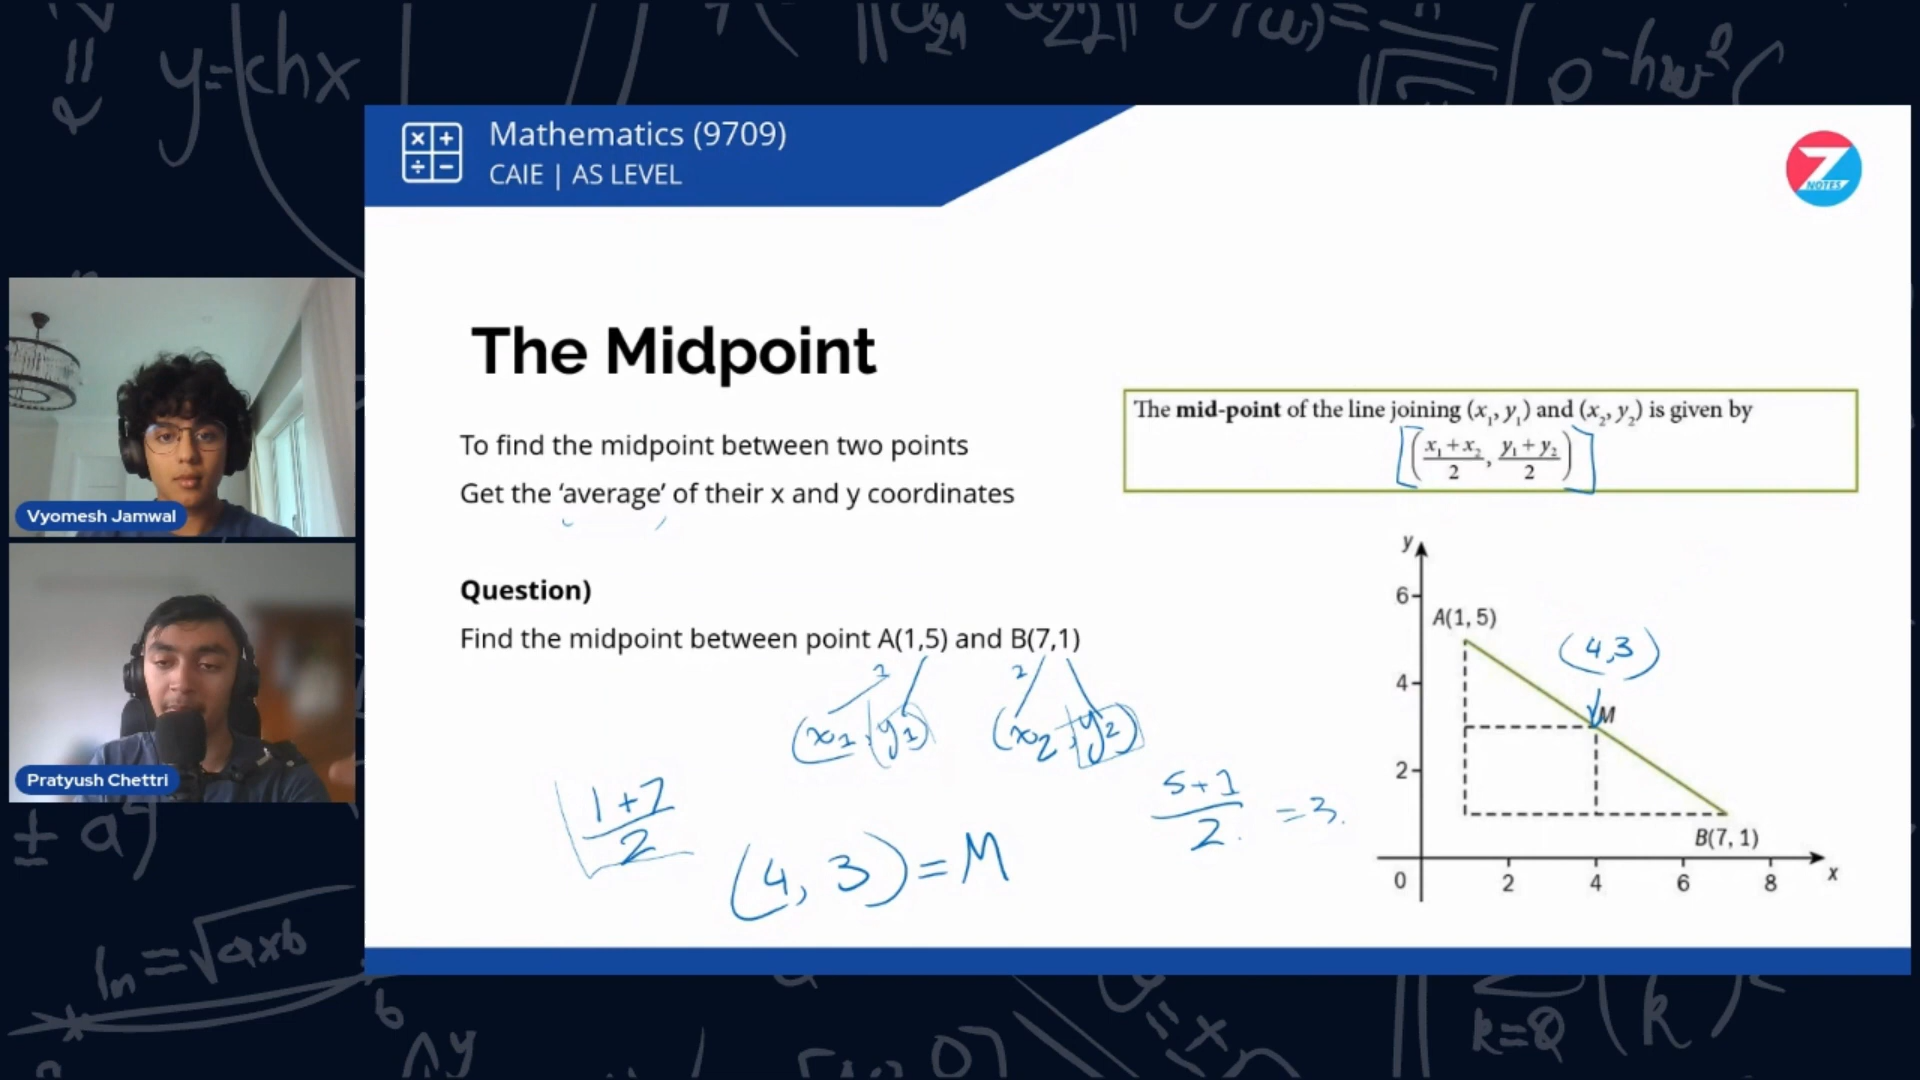 y=chx
Mathematics (9709)
CAIE | AS LEVEL
Z
NOTES
The Midpoint
To find the midpoint between two points
Get the ‘average’ of their x and y coordinates
The mid-point of the line joining (x₁, y₁) and (x₂, y₂) is given by
[((x₁ + x₂)/2, (y₁ + y₂)/2)]
Question)
Find the midpoint between point A(1,5) and B(7,1)
(x₁, y₁) (x₂, y₂)
(1+7)/2
(5+1)/2 = 3.
(4, 3) = M
y
6
A(1, 5)
(4,3)
4
M
2
B(7, 1)
0 2 4 6 8 x
Vyomesh Jamwal
Pratyush Chettri
ln=√axb
b
k=Q